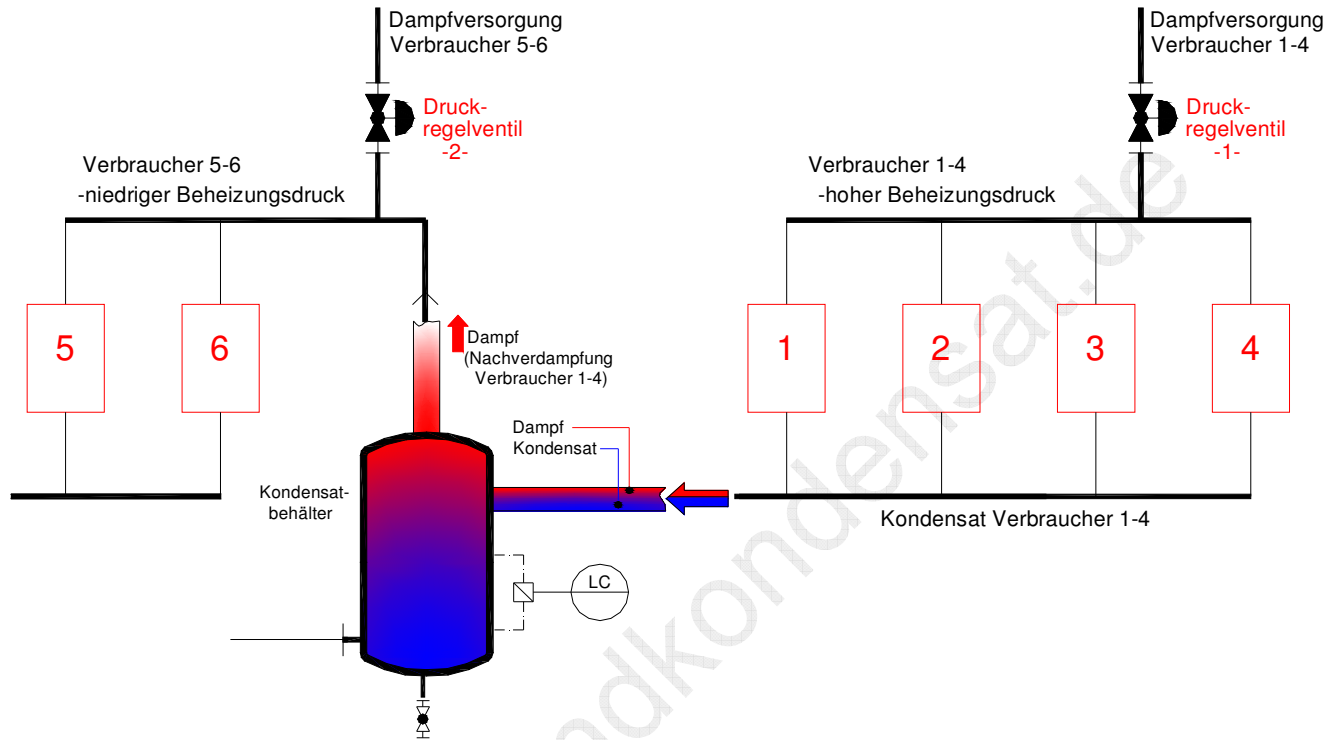 Dampfversorgung
Verbraucher 5-6
Druck-
regelventil
-2-
Verbraucher 5-6
-niedriger Beheizungsdruck
5
6
Dampf
(Nachverdampfung
Verbraucher 1-4)
Dampfversorgung
Verbraucher 1-4
Druck-
regelventil
-1-
Verbraucher 1-4
-hoher Beheizungsdruck
1
2
3
4
Dampf
Kondensat
Kondensat-
behälter
Kondensat Verbraucher 1-4
LC
ndkondensat.de